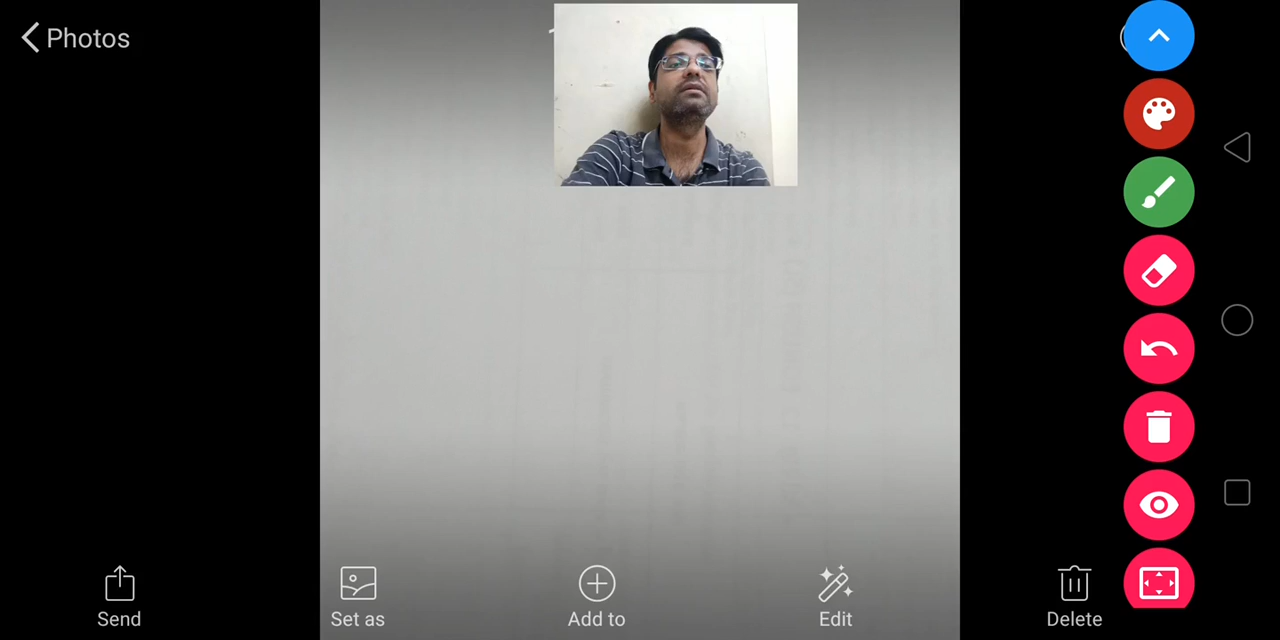 Photos
Send
Set as
Add to
Edit
Delete